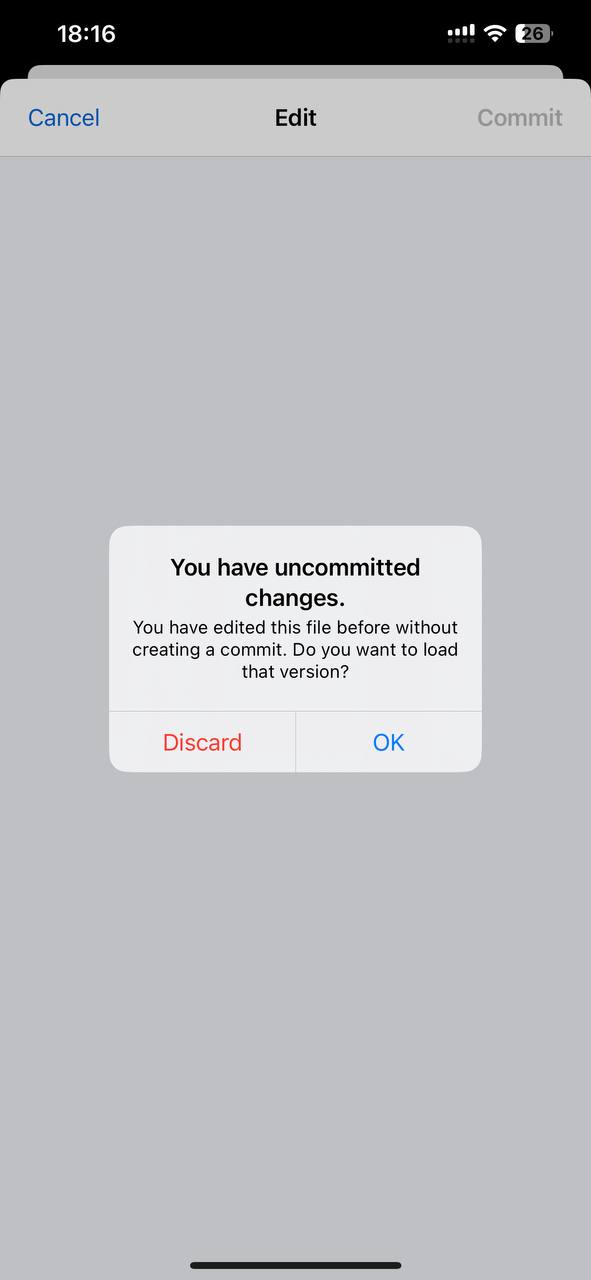 18:16
26
Cancel
Edit
Commit
You have uncommitted
changes.
You have edited this file before without
creating a commit. Do you want to load
that version?
Discard
OK